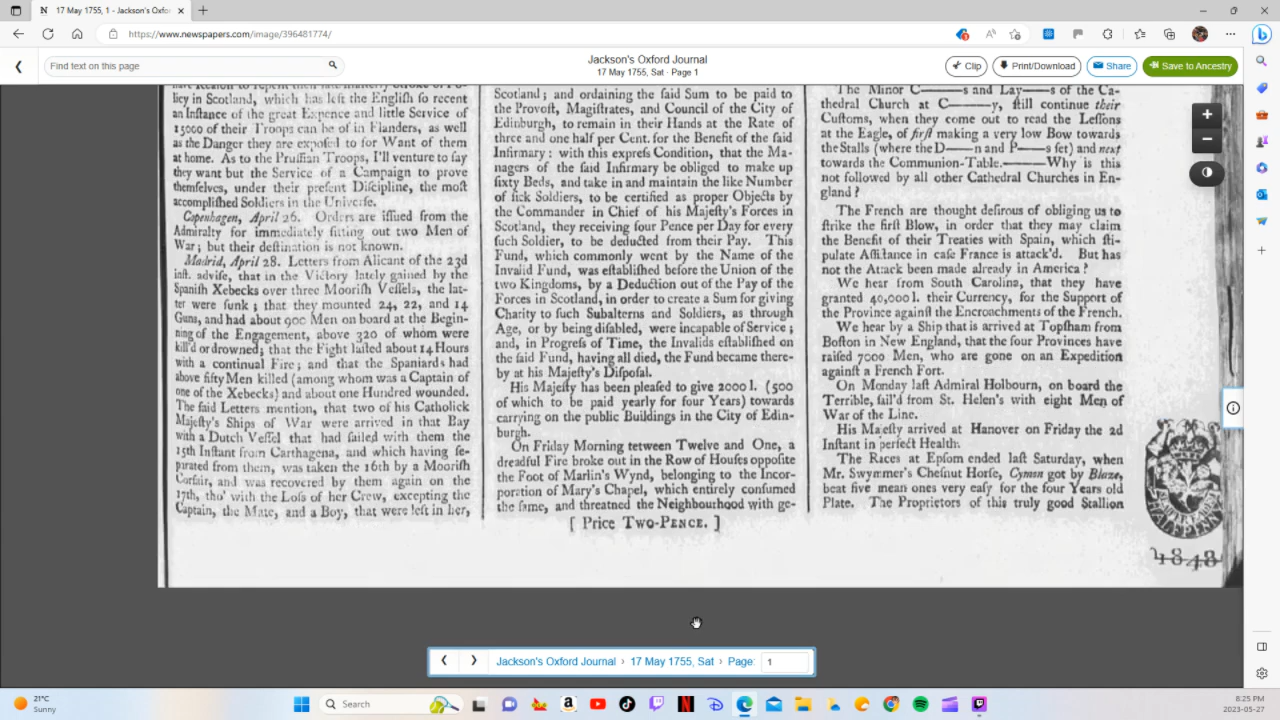 17 May 1755, 1 - Jackson's Oxfo
https://www.newspapers.com/image/396481774/
Find text on this page
Jackson's Oxford Journal
17 May 1755, Sat · Page 1
Clip
Print/Download
Share
Save to Ancestry
licy in Scotland, which has left the Engliſh ſo recent
an Inſtance of the great Expence and little Service of
15000 of their Troops can be of in Flanders, as well
as the Danger they are expoſed to for Want of them
at home. As to the Pruſſian Troops, I'll venture to ſay
they want but the Service of a Campaign to prove
themſelves, under their preſent Diſcipline, the moſt
accompliſhed Soldiers in the Univerſe.
Copenhagen, April 26. Orders are iſſued from the
Admiralty for immediately fitting out two Men of
War; but their deſtination is not known.
Madrid, April 28. Letters from Alicant of the 23d
inſt. adviſe, that in the Victory lately gained by the
Spaniſh Xebecks over three Mooriſh Veſſels, the lat-
ter were ſunk; that they mounted 24, 22, and 14
Guns, and had about 900 Men on board at the Begin-
ning of the Engagement, above 320 of whom were
kill'd or drowned; that the Fight laſted about 14 Hours
with a continual Fire; and that the Spaniards had
above fifty Men killed (among whom was a Captain of
one of the Xebecks) and about one Hundred wounded.
The ſaid Letters mention, that two of his Catholick
Majeſty's Ships of War were arrived in that Bay
with a Dutch Veſſel that had ſailed with them the
15th Inſtant from Carthagena, and which having ſe-
parated from them, was taken the 16th by a Mooriſh
Corſair, and was recovered by them again on the
17th, tho' with the Loſs of her Crew, excepting the
Captain, the Mate, and a Boy, that were left in her,
Scotland; and ordaining the ſaid Sum to be paid to
the Provoſt, Magiſtrates, and Council of the City of
Edinburgh, to remain in their Hands at the Rate of
three and one half per Cent. for the Benefit of the ſaid
Infirmary: with this expreſs Condition, that the Ma-
nagers of the ſaid Infirmary be obliged to make up
ſixty Beds, and take in and maintain the like Number
of ſick Soldiers, to be certified as proper Objects by
the Commander in Chief of his Majeſty's Forces in
Scotland, they receiving four Pence per Day for every
ſuch Soldier, to be deducted from their Pay. This
Fund, which commonly went by the Name of the
Invalid Fund, was eſtabliſhed before the Union of the
two Kingdoms, by a Deduction out of the Pay of the
Forces in Scotland, in order to create a Sum for giving
Charity to ſuch Subalterns and Soldiers, as through
Age, or by being diſabled, were incapable of Service;
and, in Progreſs of Time, the Invalids eſtabliſhed on
the ſaid Fund, having all died, the Fund became there-
by at his Majeſty's Diſpoſal.
His Majeſty has been pleaſed to give 2000 l. (500
of which to be paid yearly for four Years) towards
carrying on the public Buildings in the City of Edin-
burgh.
On Friday Morning tetween Twelve and One, a
dreadful Fire broke out in the Row of Houſes oppoſite
the Foot of Marlin's Wynd, belonging to the Incor-
poration of Mary's Chapel, which entirely conſumed
the ſame, and threatned the Neighbourhood with ge-
[ Price TWO-PENCE. ]
The Minor C——s and Lay—s of the Ca-
thedral Church at C——y, ſtill continue their
Cuſtoms, when they come out to read the Leſſons
at the Eagle, of firſt making a very low Bow towards
the Stalls (where the D—n and P——s ſet) and next
towards the Communion-Table.——Why is this
not followed by all other Cathedral Churches in En-
gland?
The French are thought deſirous of obliging us to
ſtrike the firſt Blow, in order that they may claim
the Benefit of their Treaties with Spain, which ſti-
pulate Aſſiſtance in caſe France is attack'd. But has
not the Attack been made already in America?
We hear from South Carolina, that they have
granted 40,000 l. their Currency, for the Support of
the Province againſt the Encroachments of the French.
We hear by a Ship that is arrived at Topſham from
Boſton in New England, that the four Provinces have
raiſed 7000 Men, who are gone on an Expedition
againſt a French Fort.
On Monday laſt Admiral Holbourn, on board the
Terrible, ſail'd from St. Helen's with eight Men of
War of the Line.
His Majeſty arrived at Hanover on Friday the 2d
Inſtant in perfect Health.
The Races at Epſom ended laſt Saturday, when
Mr. Swymmer's Cheſnut Horſe, Cymon got by Blaze,
beat five mean ones very eaſy for the four Years old
Plate. The Proprietors of this truly good Stallion
4848
Jackson's Oxford Journal › 17 May 1755, Sat › Page: 1
21°C
Sunny
Search
8:25 PM
2023-05-27